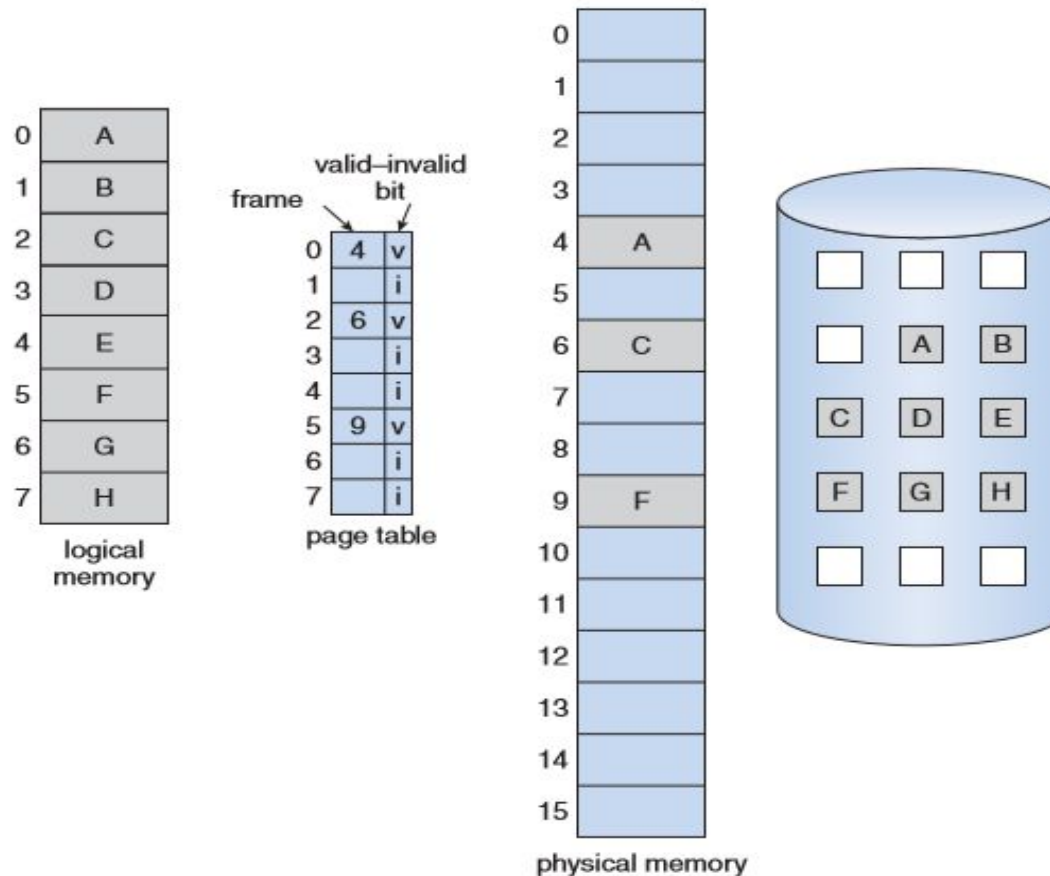 0 A
1 B
2 C
3 D
4 E
5 F
6 G
7 H
logical
memory
valid–invalid
bit
frame
0 4 v
1 i
2 6 v
3 i
4 i
5 9 v
6 i
7 i
page table
0
1
2
3
4 A
5
6 C
7
8
9 F
10
11
12
13
14
15
physical memory
A B
C D E
F G H